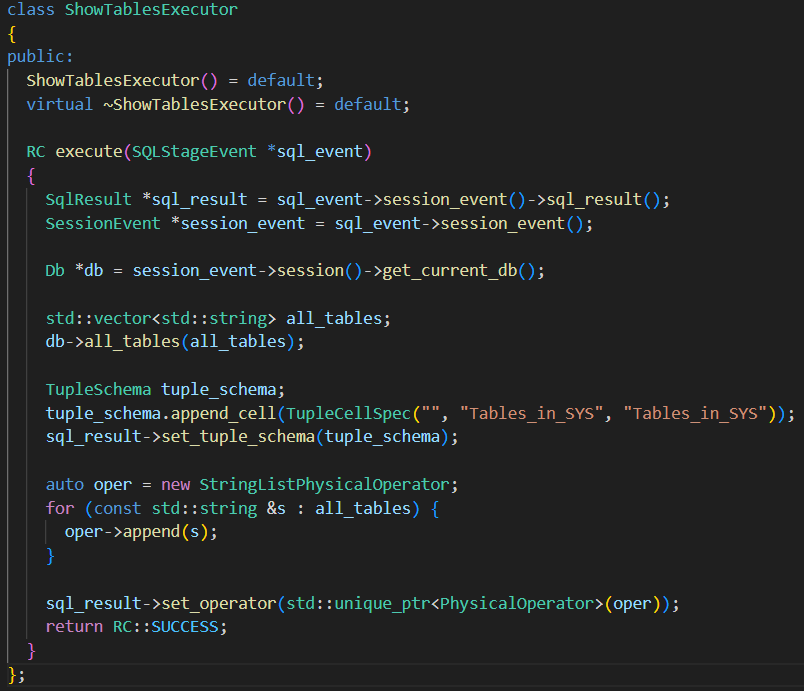 class ShowTablesExecutor
{
public:
  ShowTablesExecutor() = default;
  virtual ~ShowTablesExecutor() = default;

  RC execute(SQLStageEvent *sql_event)
  {
    SqlResult *sql_result = sql_event->session_event()->sql_result();
    SessionEvent *session_event = sql_event->session_event();

    Db *db = session_event->session()->get_current_db();

    std::vector<std::string> all_tables;
    db->all_tables(all_tables);

    TupleSchema tuple_schema;
    tuple_schema.append_cell(TupleCellSpec("", "Tables_in_SYS", "Tables_in_SYS"));
    sql_result->set_tuple_schema(tuple_schema);

    auto oper = new StringListPhysicalOperator;
    for (const std::string &s : all_tables) {
      oper->append(s);
    }

    sql_result->set_operator(std::unique_ptr<PhysicalOperator>(oper));
    return RC::SUCCESS;
  }
};